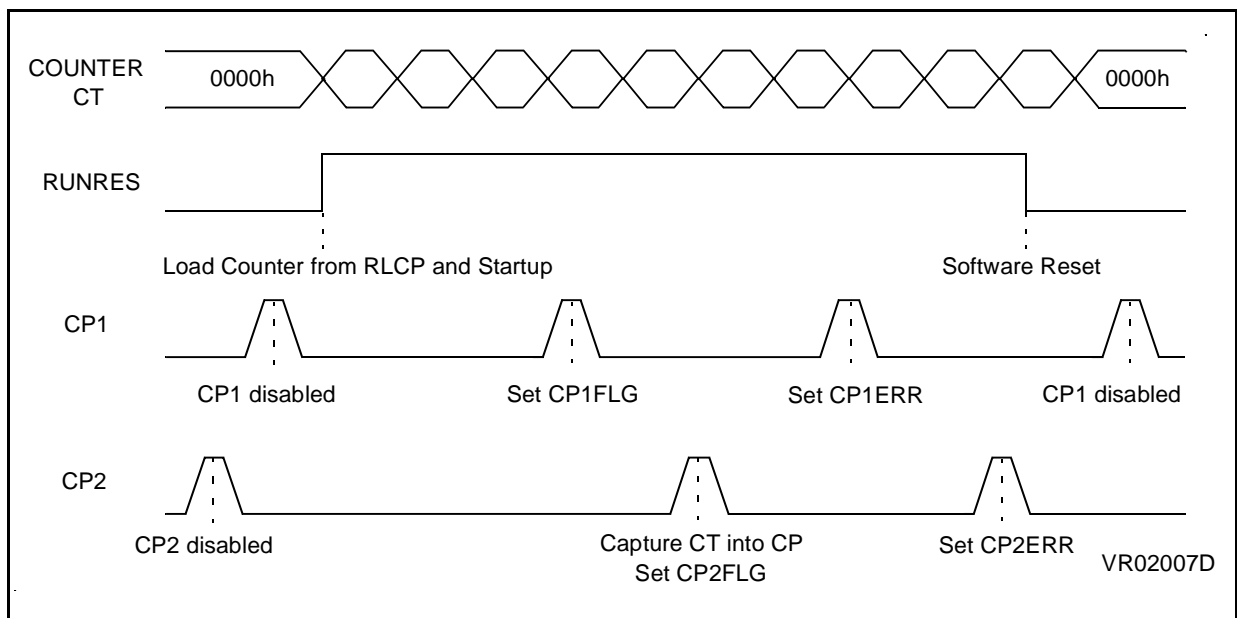 COUNTER
CT
0000h
0000h
RUNRES
Load Counter from RLCP and Startup
Software Reset
CP1
CP1 disabled
Set CP1FLG
Set CP1ERR
CP1 disabled
CP2
CP2 disabled
Capture CT into CP
Set CP2FLG
Set CP2ERR
VR02007D